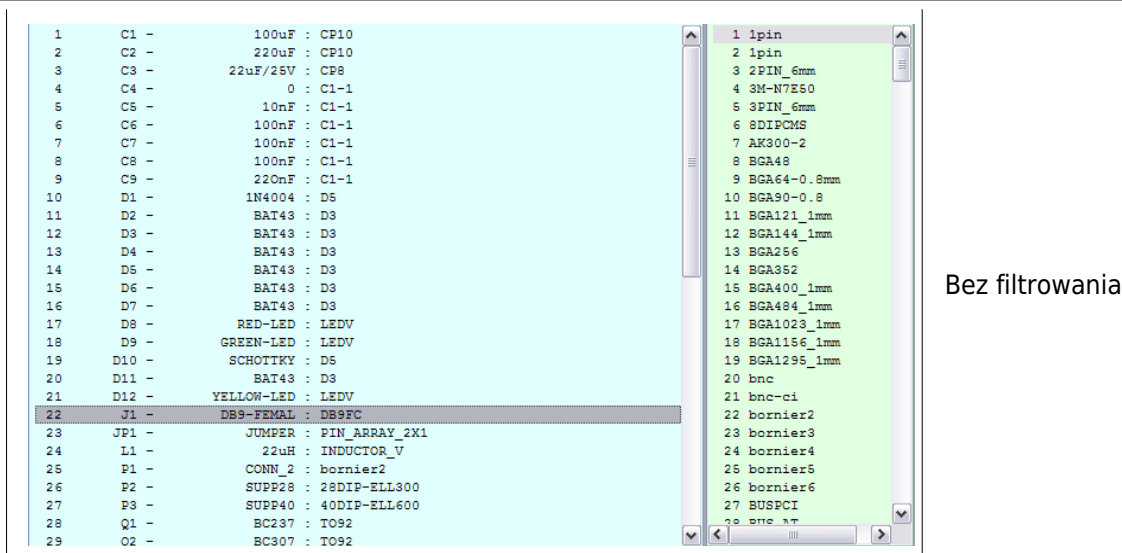 1 C1 - 100uF : CP10
2 C2 - 220uF : CP10
3 C3 - 22uF/25V : CP8
4 C4 - 0 : C1-1
5 C5 - 10nF : C1-1
6 C6 - 100nF : C1-1
7 C7 - 100nF : C1-1
8 C8 - 100nF : C1-1
9 C9 - 220nF : C1-1
10 D1 - 1N4004 : D5
11 D2 - BAT43 : D3
12 D3 - BAT43 : D3
13 D4 - BAT43 : D3
14 D5 - BAT43 : D3
15 D6 - BAT43 : D3
16 D7 - BAT43 : D3
17 D8 - RED-LED : LEDV
18 D9 - GREEN-LED : LEDV
19 D10 - SCHOTTKY : D5
20 D11 - BAT43 : D3
21 D12 - YELLOW-LED : LEDV
22 J1 - DB9-FEMAL : DB9FC
23 JP1 - JUMPER : PIN_ARRAY_2X1
24 L1 - 22uH : INDUCTOR_V
25 P1 - CONN_2 : bornier2
26 P2 - SUPP28 : 28DIP-ELL300
27 P3 - SUPP40 : 40DIP-ELL600
28 Q1 - BC237 : TO92
29 Q2 - BC307 : TO92
1 1pin
2 1pin
3 2PIN_6mm
4 3M-N7E50
5 3PIN_6mm
6 8DIPCMS
7 AK300-2
8 BGA48
9 BGA64-0.8mm
10 BGA90-0.8
11 BGA121_1mm
12 BGA144_1mm
13 BGA256
14 BGA352
15 BGA400_1mm
16 BGA484_1mm
17 BGA1023_1mm
18 BGA1156_1mm
19 BGA1295_1mm
20 bnc
21 bnc-ci
22 bornier2
23 bornier3
24 bornier4
25 bornier5
26 bornier6
27 BUSPCI
28 BUS_AT
Bez filtrowania